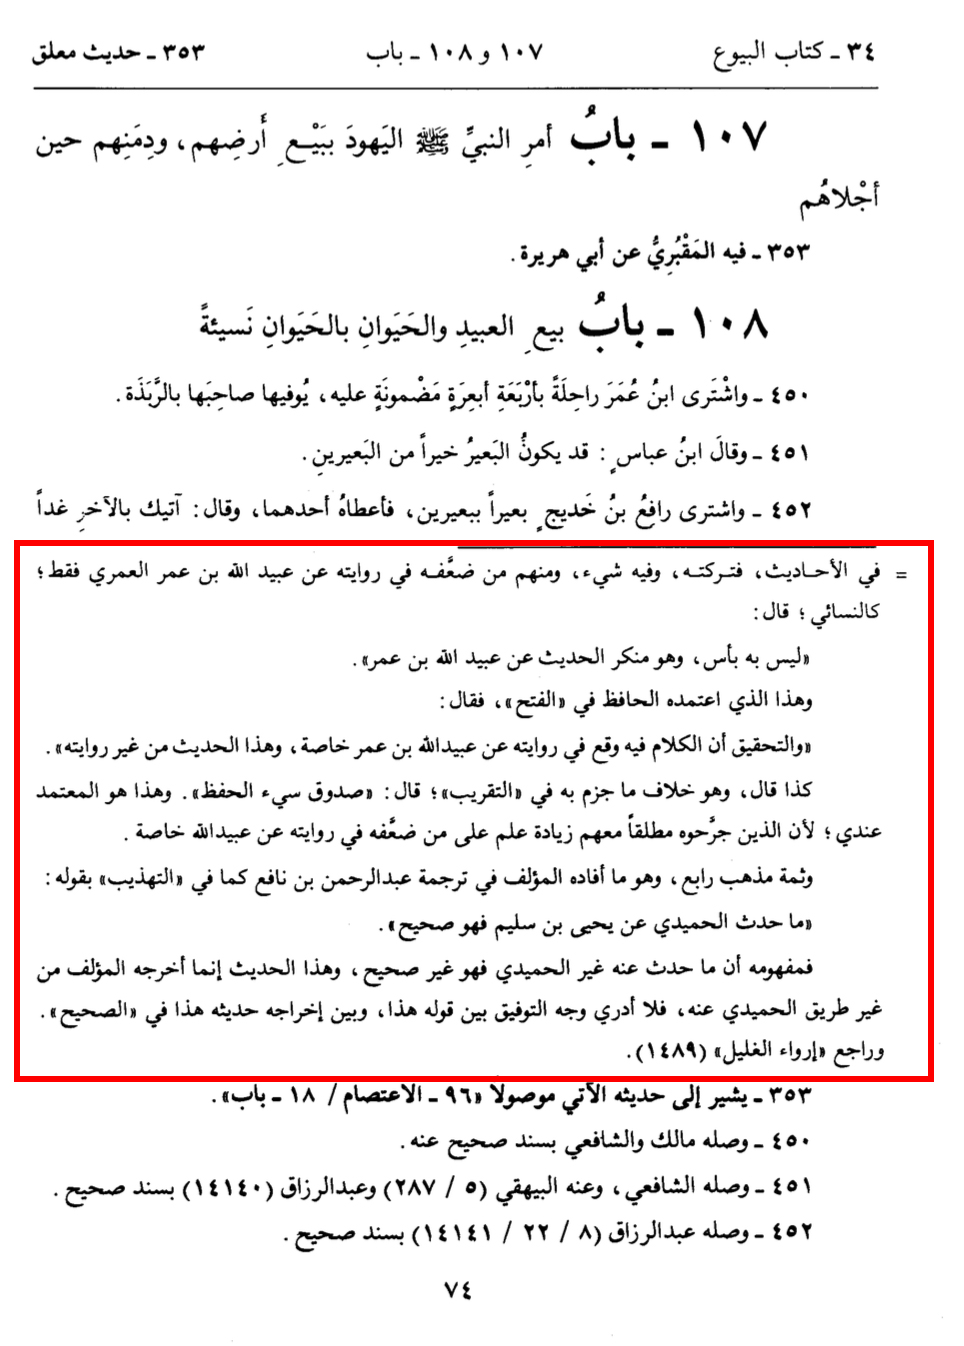 ٣٤ ـ كتاب البيوع ١٠٧ و ١٠٨ ـ باب ٣٥٣ ـ حديث معلق
١٠٧ ـ بابُ أمرِ النبيِّ ﷺ اليَهودَ ببَيْعِ أَرضِهم، ودِمَنِهم حين
أجْلاهُم
٣٥٣ ـ فيه المَقْبُرِيُّ عن أبي هريرة.
١٠٨ ـ بابُ بيعِ العبيدِ والحَيَوانِ بالحَيَوانِ نَسيئةً
٤٥٠ ـ واشْتَرى ابنُ عُمَرَ راحِلَةً بأرْبَعَةِ أبعِرَةٍ مَضْمونَةٍ عليه، يُوفيها صاحِبَها بالرَّبَذَة.
٤٥١ ـ وقالَ ابنُ عباسٍ: قد يكونُ البَعيرُ خيراً من البَعيرينِ.
٤٥٢ ـ واشترى رافِعُ بنُ خَديجٍ بعيراً ببعيرين، فأعطاهُ أحدهما، وقال: آتيك بالآخرِ غداً
= في الأحاديث، فتركته، وفيه شيء، ومنهم من ضعَّفه في روايته عن عبيد الله بن عمر العمري فقط؛
كالنسائي؛ قال:
«ليس به بأس، وهو منكر الحديث عن عبيد الله بن عمر».
وهذا الذي اعتمده الحافظ في «الفتح»، فقال:
«والتحقيق أن الكلام فيه وقع في روايته عن عبيدالله بن عمر خاصة، وهذا الحديث من غير روايته».
كذا قال، وهو خلاف ما جزم به في «التقريب»؛ قال: «صدوق سيء الحفظ». وهذا هو المعتمد
عندي؛ لأن الذين جرَّحوه مطلقاً معهم زيادة علم على من ضعَّفه في روايته عن عبيدالله خاصة.
وثمة مذهب رابع، وهو ما أفاده المؤلف في ترجمة عبدالرحمن بن نافع كما في «التهذيب» بقوله:
«ما حدث الحميدي عن يحيى بن سليم فهو صحيح».
فمفهومه أن ما حدث عنه غير الحميدي فهو غير صحيح، وهذا الحديث إنما أخرجه المؤلف من
غير طريق الحميدي عنه، فلا أدري وجه التوفيق بين قوله هذا، وبين إخراجه حديثه هذا في «الصحيح».
وراجع «إرواء الغليل» (١٤٨٩).
٣٥٣ ـ يشير إلى حديثه الآتي موصولا «٩٦ ـ الاعتصام / ١٨ ـ باب».
٤٥٠ ـ وصله مالك والشافعي بسند صحيح عنه.
٤٥١ ـ وصله الشافعي، وعنه البيهقي (٥ / ٢٨٧) وعبدالرزاق (١٤١٤٠) بسند صحيح.
٤٥٢ ـ وصله عبدالرزاق (٨ / ٢٢ / ١٤١٤١) بسند صحيح.
٧٤